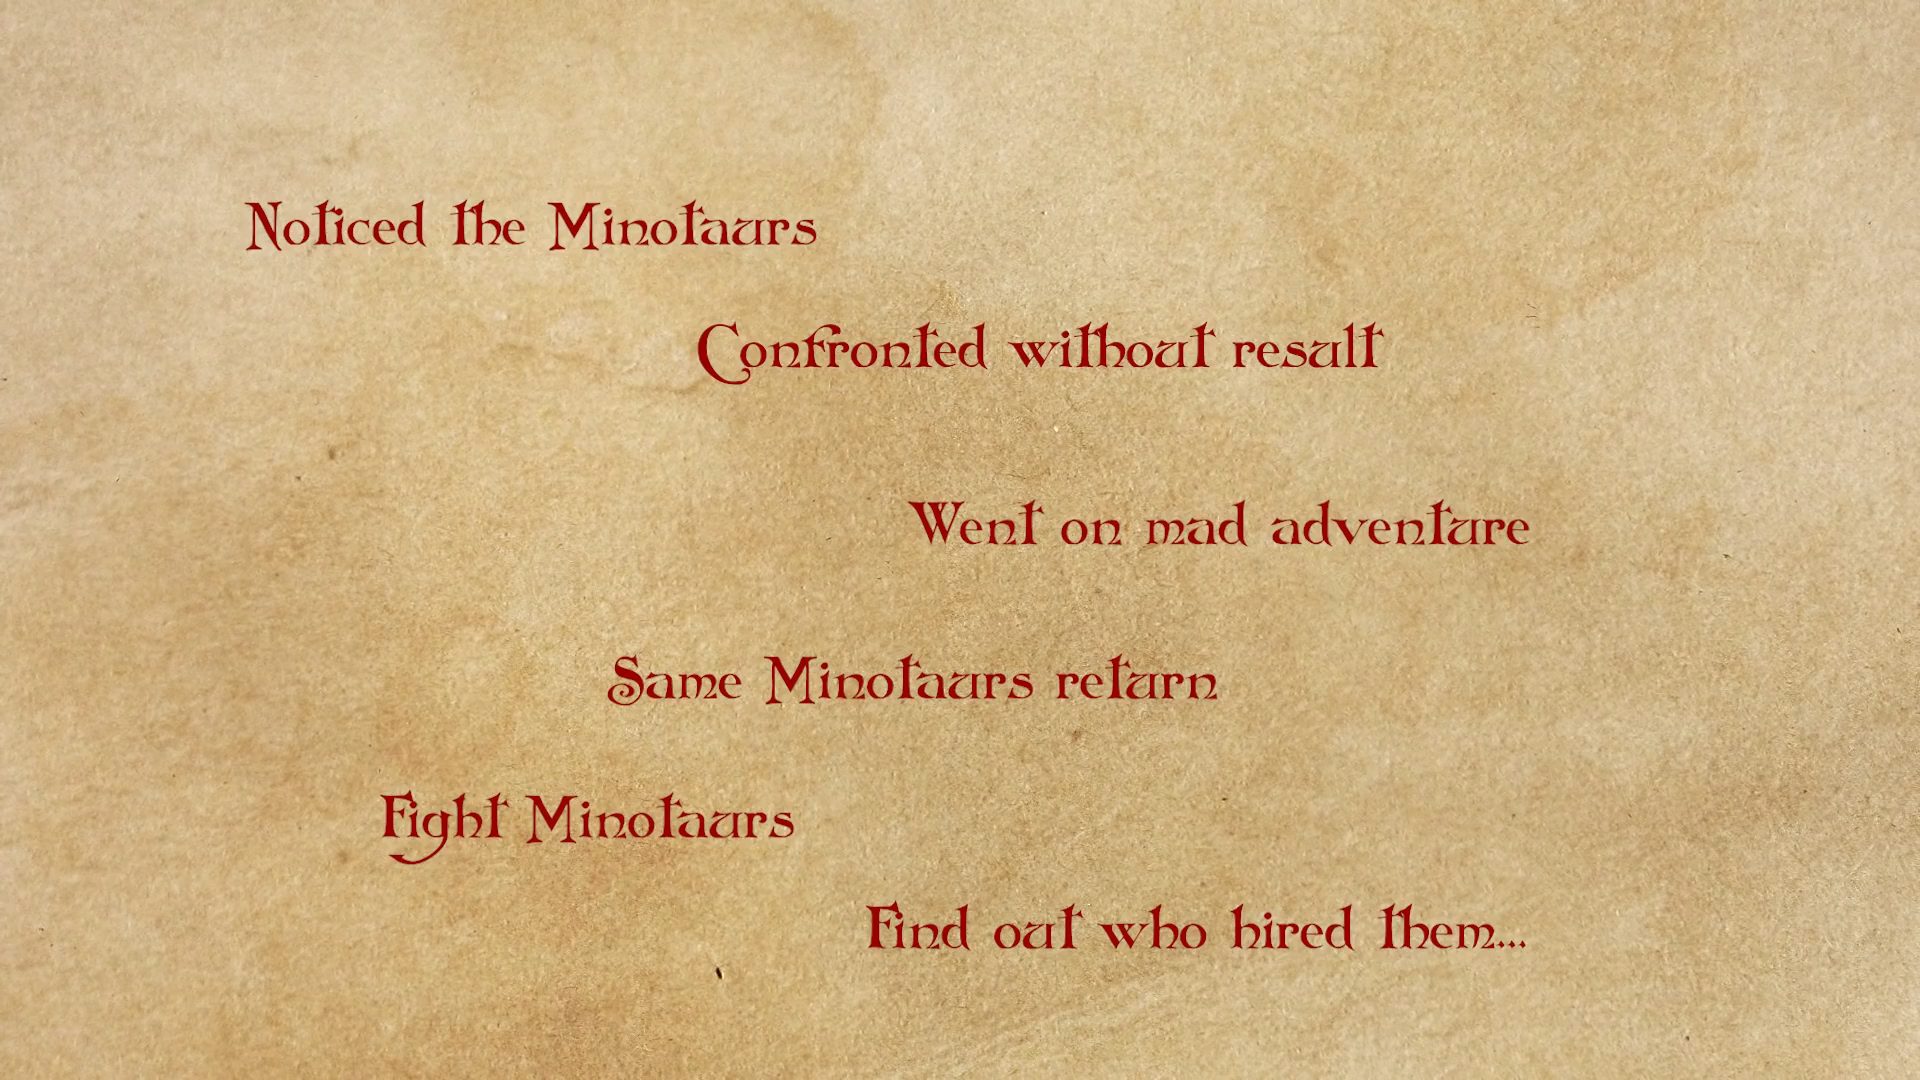 Noticed the Minotaurs
Confronted without result
Went on mad adventure
Same Minotaurs return
Fight Minotaurs
Find out who hired them...